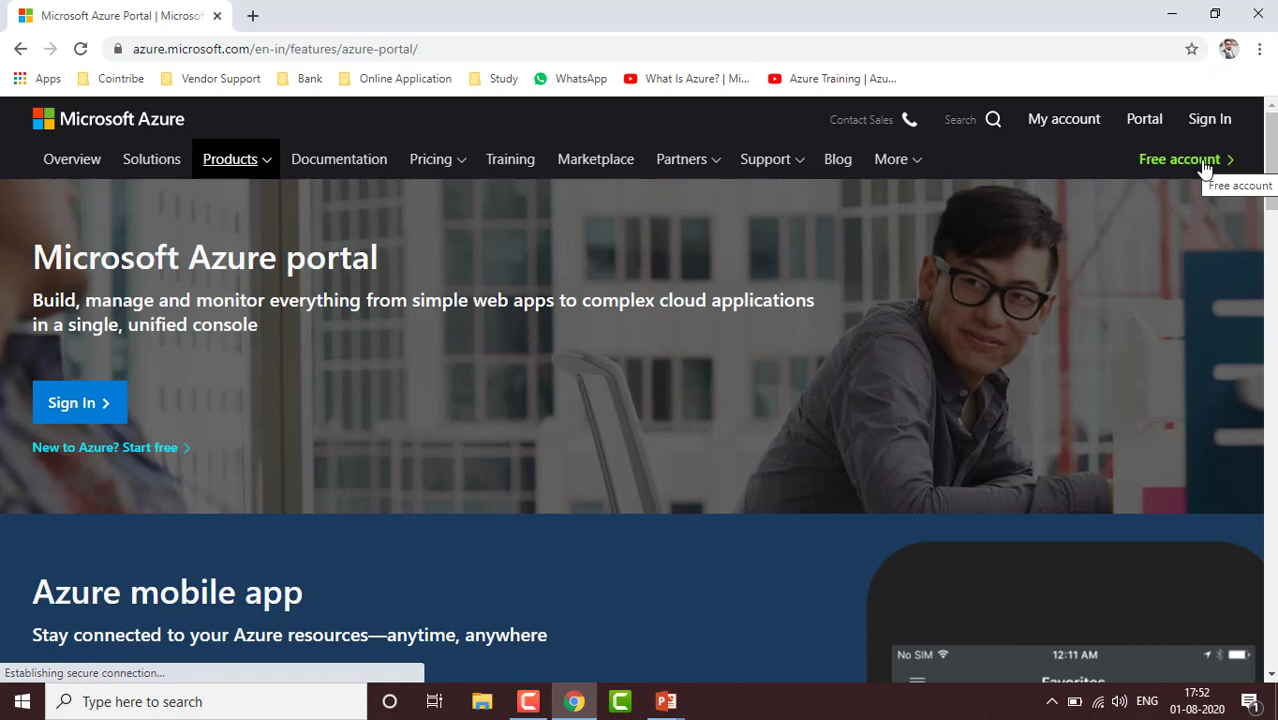 Microsoft Azure Portal | Microsof
azure.microsoft.com/en-in/features/azure-portal/
Apps Cointribe Vendor Support Bank Online Application Study WhatsApp What Is Azure? | Mi... Azure Training | Azu...
Microsoft Azure Contact Sales Search My account Portal Sign In
Overview Solutions Products Documentation Pricing Training Marketplace Partners Support Blog More Free account
Free account
Microsoft Azure portal
Build, manage and monitor everything from simple web apps to complex cloud applications
in a single, unified console
Sign In
New to Azure? Start free
Azure mobile app
Stay connected to your Azure resources—anytime, anywhere
No SIM 12:11 AM
Favorites
Establishing secure connection...
Type here to search
ENG
17:52
01-08-2020
1